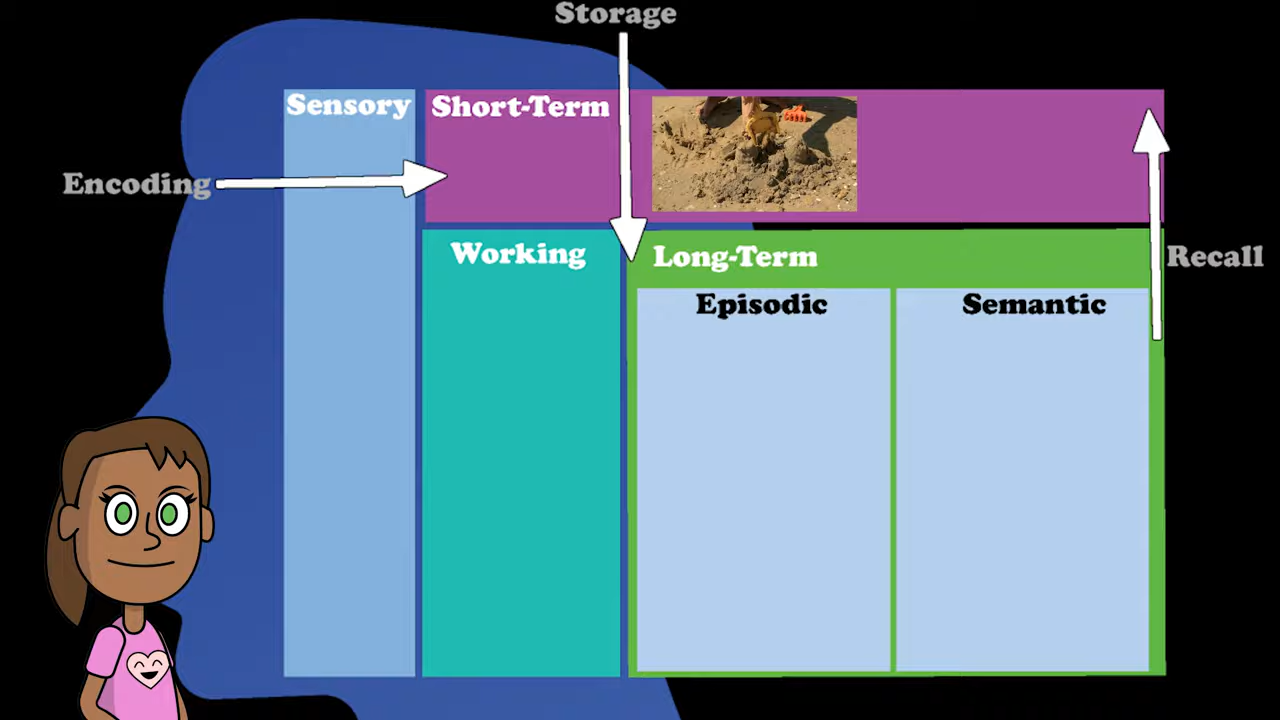 Storage
Sensory
Short-Term
Encoding
Working
Long-Term
Recall
Episodic
Semantic